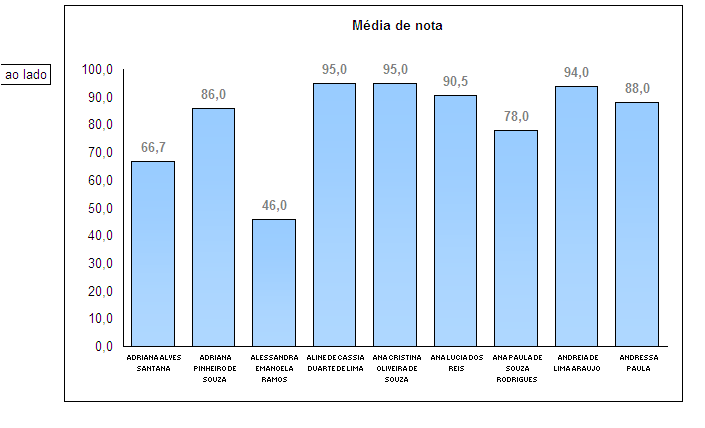 Média de nota
ao lado
100,0
90,0
80,0
70,0
60,0
50,0
40,0
30,0
20,0
10,0
0,0
66,7
86,0
46,0
95,0
95,0
90,5
78,0
94,0
88,0
ADRIANA ALVES
SANTANA
ADRIANA
PINHEIRO DE
SOUZA
ALESSANDRA
EMANOELA
RAMOS
ALINE DE CASSIA
DUARTE DE LIMA
ANA CRISTINA
OLIVEIRA DE
SOUZA
ANA LUCIA DOS
REIS
ANA PAULA DE
SOUZA
RODRIGUES
ANDREIA DE
LIMA ARAUJO
ANDRESSA
PAULA